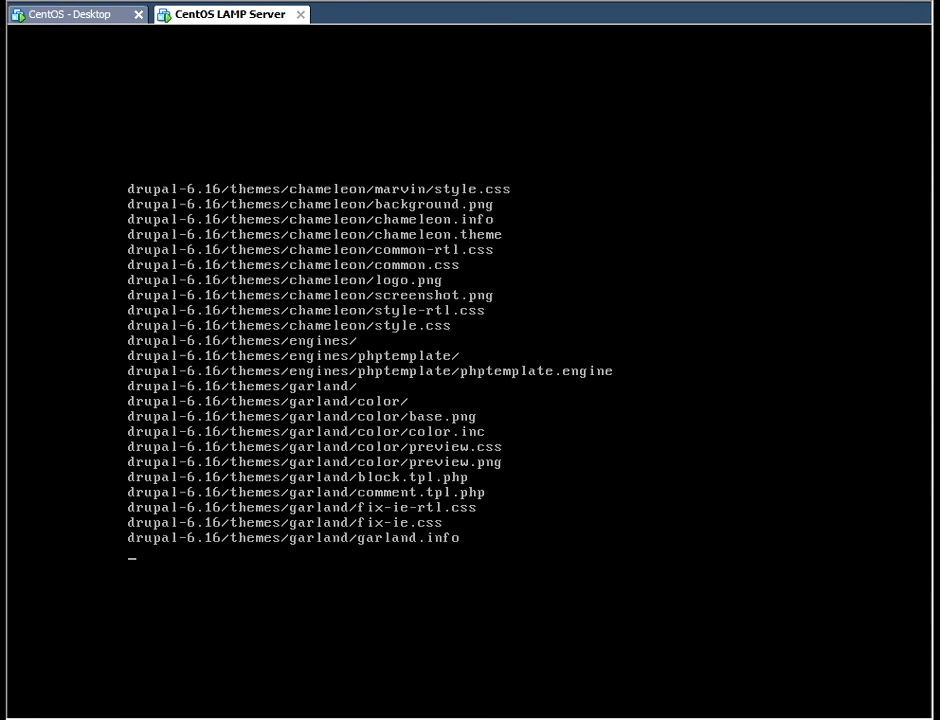 CentOS - Desktop
CentOS LAMP Server
drupal-6.16/themes/chameleon/marvin/style.css
drupal-6.16/themes/chameleon/background.png
drupal-6.16/themes/chameleon/chameleon.info
drupal-6.16/themes/chameleon/chameleon.theme
drupal-6.16/themes/chameleon/common-rtl.css
drupal-6.16/themes/chameleon/common.css
drupal-6.16/themes/chameleon/logo.png
drupal-6.16/themes/chameleon/screenshot.png
drupal-6.16/themes/chameleon/style-rtl.css
drupal-6.16/themes/chameleon/style.css
drupal-6.16/themes/engines/
drupal-6.16/themes/engines/phptemplate/
drupal-6.16/themes/engines/phptemplate/phptemplate.engine
drupal-6.16/themes/garland/
drupal-6.16/themes/garland/color/
drupal-6.16/themes/garland/color/base.png
drupal-6.16/themes/garland/color/color.inc
drupal-6.16/themes/garland/color/preview.css
drupal-6.16/themes/garland/color/preview.png
drupal-6.16/themes/garland/block.tpl.php
drupal-6.16/themes/garland/comment.tpl.php
drupal-6.16/themes/garland/fix-ie-rtl.css
drupal-6.16/themes/garland/fix-ie.css
drupal-6.16/themes/garland/garland.info